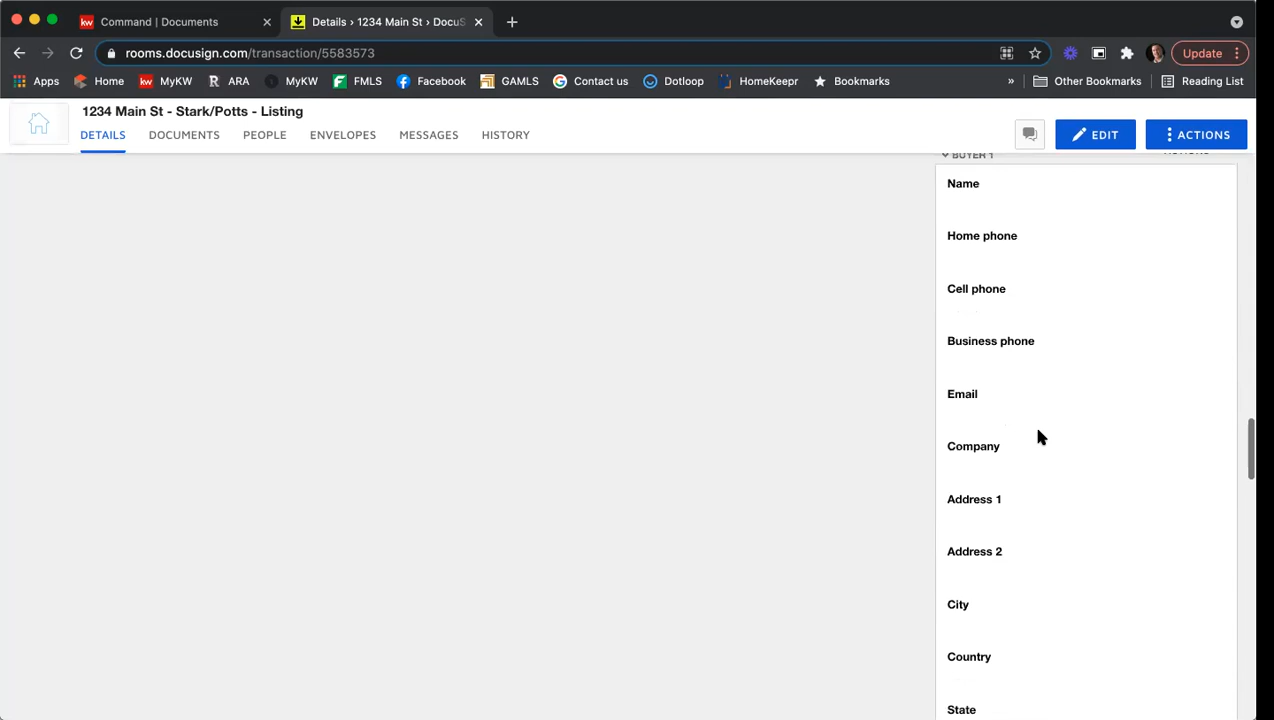 Command | Documents
Details › 1234 Main St › DocuS
rooms.docusign.com/transaction/5583573
Update
Apps
Home
kw MyKW
R ARA
MyKW
FMLS
Facebook
GAMLS
Contact us
Dotloop
HomeKeepr
Bookmarks
»
Other Bookmarks
Reading List
1234 Main St - Stark/Potts - Listing
DETAILS
DOCUMENTS
PEOPLE
ENVELOPES
MESSAGES
HISTORY
EDIT
ACTIONS
BUYER 1
Name
Home phone
Cell phone
Business phone
Email
Company
Address 1
Address 2
City
Country
State